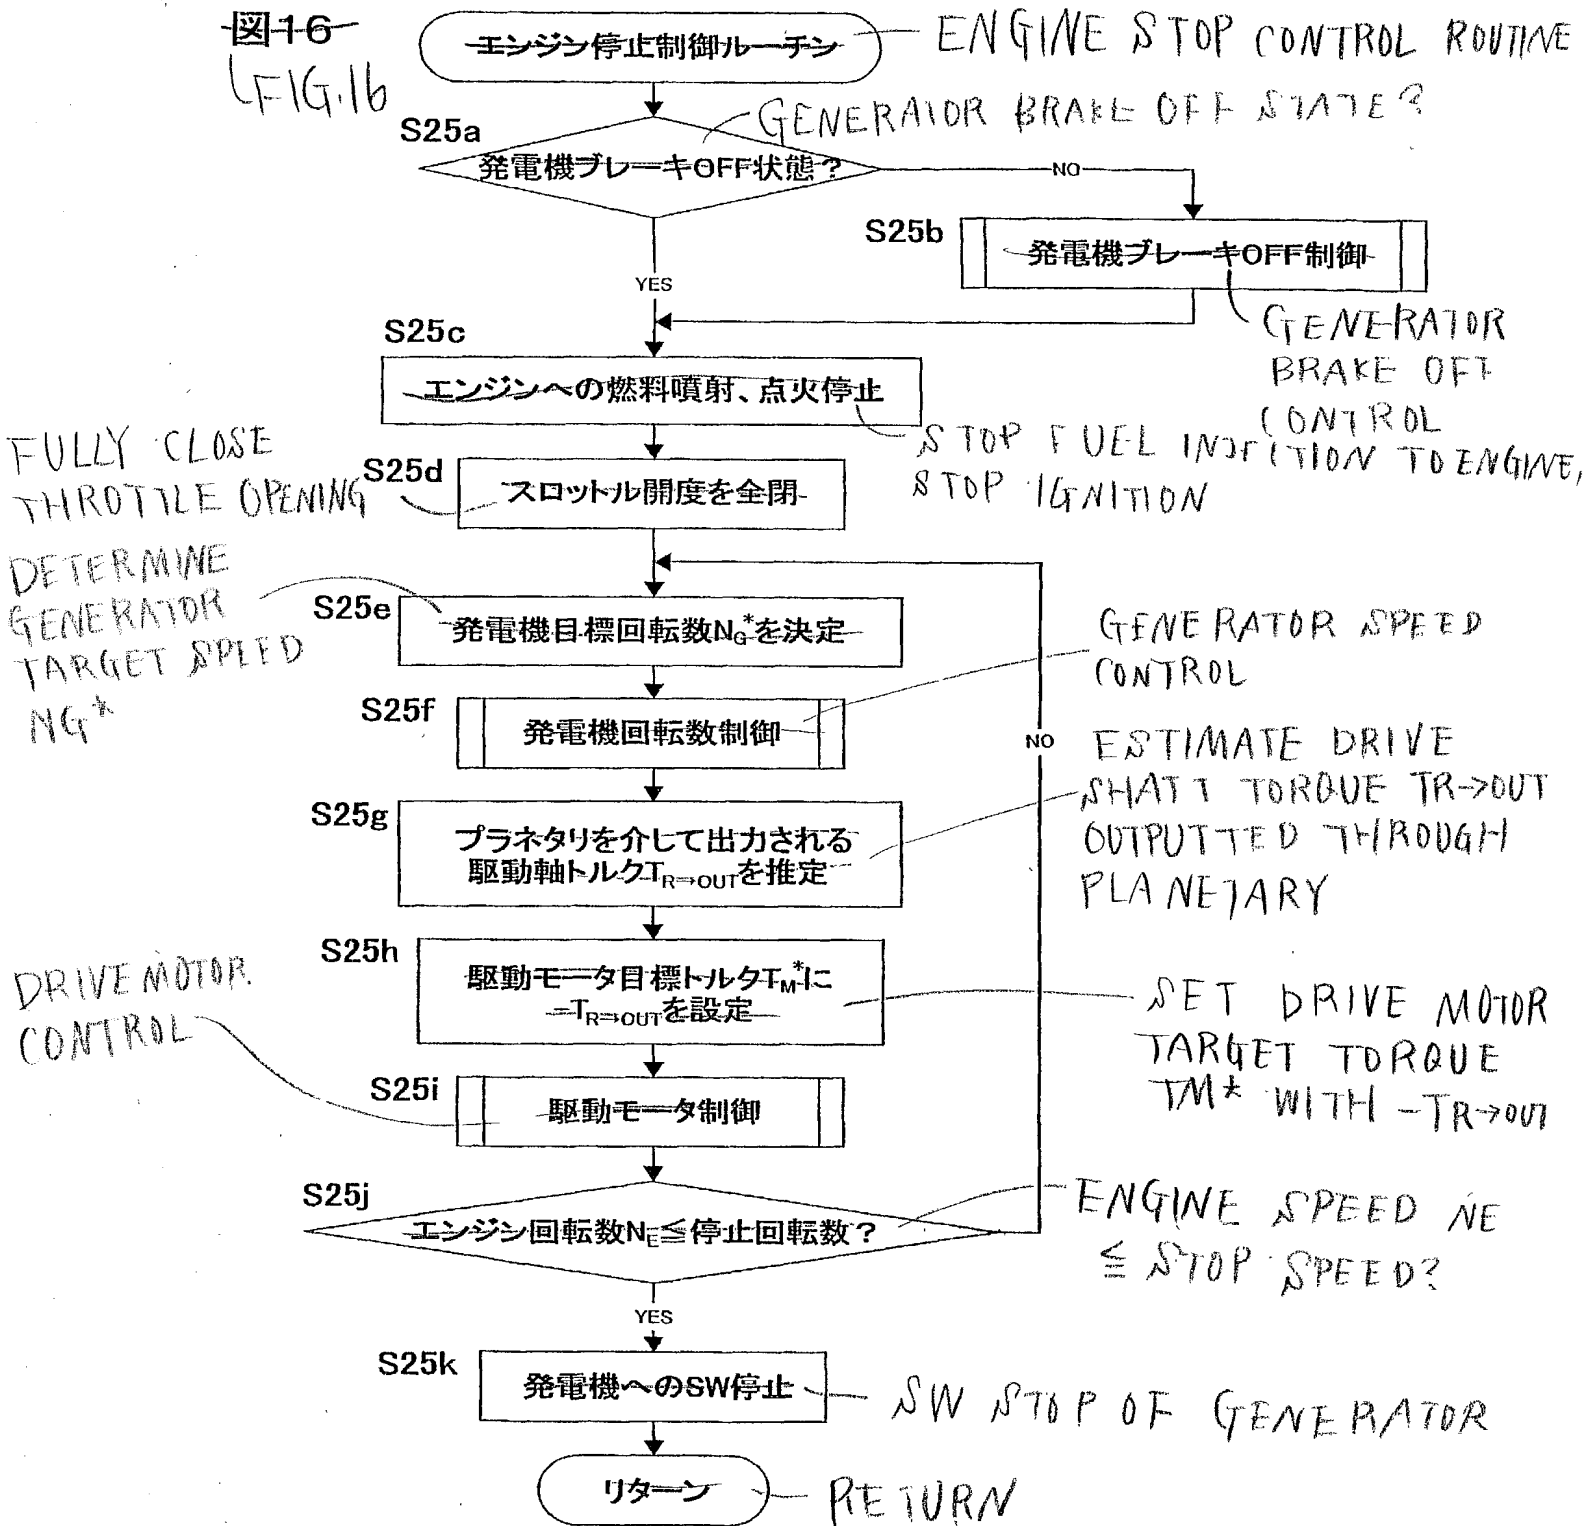 図16
FIG.16
エンジン停止制御ルーチン
ENGINE STOP CONTROL ROUTINE
S25a
GENERATOR BRAKE OFF STATE?
発電機ブレーキOFF状態?
NO
S25b
発電機ブレーキOFF制御
GENERATOR
BRAKE OFF
CONTROL
YES
S25c
エンジンへの燃料噴射、点火停止
STOP FUEL INJECTION TO ENGINE,
STOP IGNITION
FULLY CLOSE
THROTTLE OPENING
S25d
スロットル開度を全閉
DETERMINE
GENERATOR
TARGET SPEED
NG*
S25e
発電機目標回転数NG*を決定
GENERATOR SPEED
CONTROL
S25f
発電機回転数制御
NO
ESTIMATE DRIVE
SHAFT TORQUE TR→OUT
OUTPUTTED THROUGH
PLANETARY
S25g
プラネタリを介して出力される
駆動軸トルクTR→OUTを推定
S25h
駆動モータ目標トルクTM*に
−TR→OUTを設定
SET DRIVE MOTOR
TARGET TORQUE
TM* WITH -TR→OUT
DRIVE MOTOR
CONTROL
S25i
駆動モータ制御
S25j
エンジン回転数NE≦停止回転数?
ENGINE SPEED NE
≦ STOP SPEED?
YES
S25k
発電機へのSW停止
SW STOP OF GENERATOR
リターン
RETURN